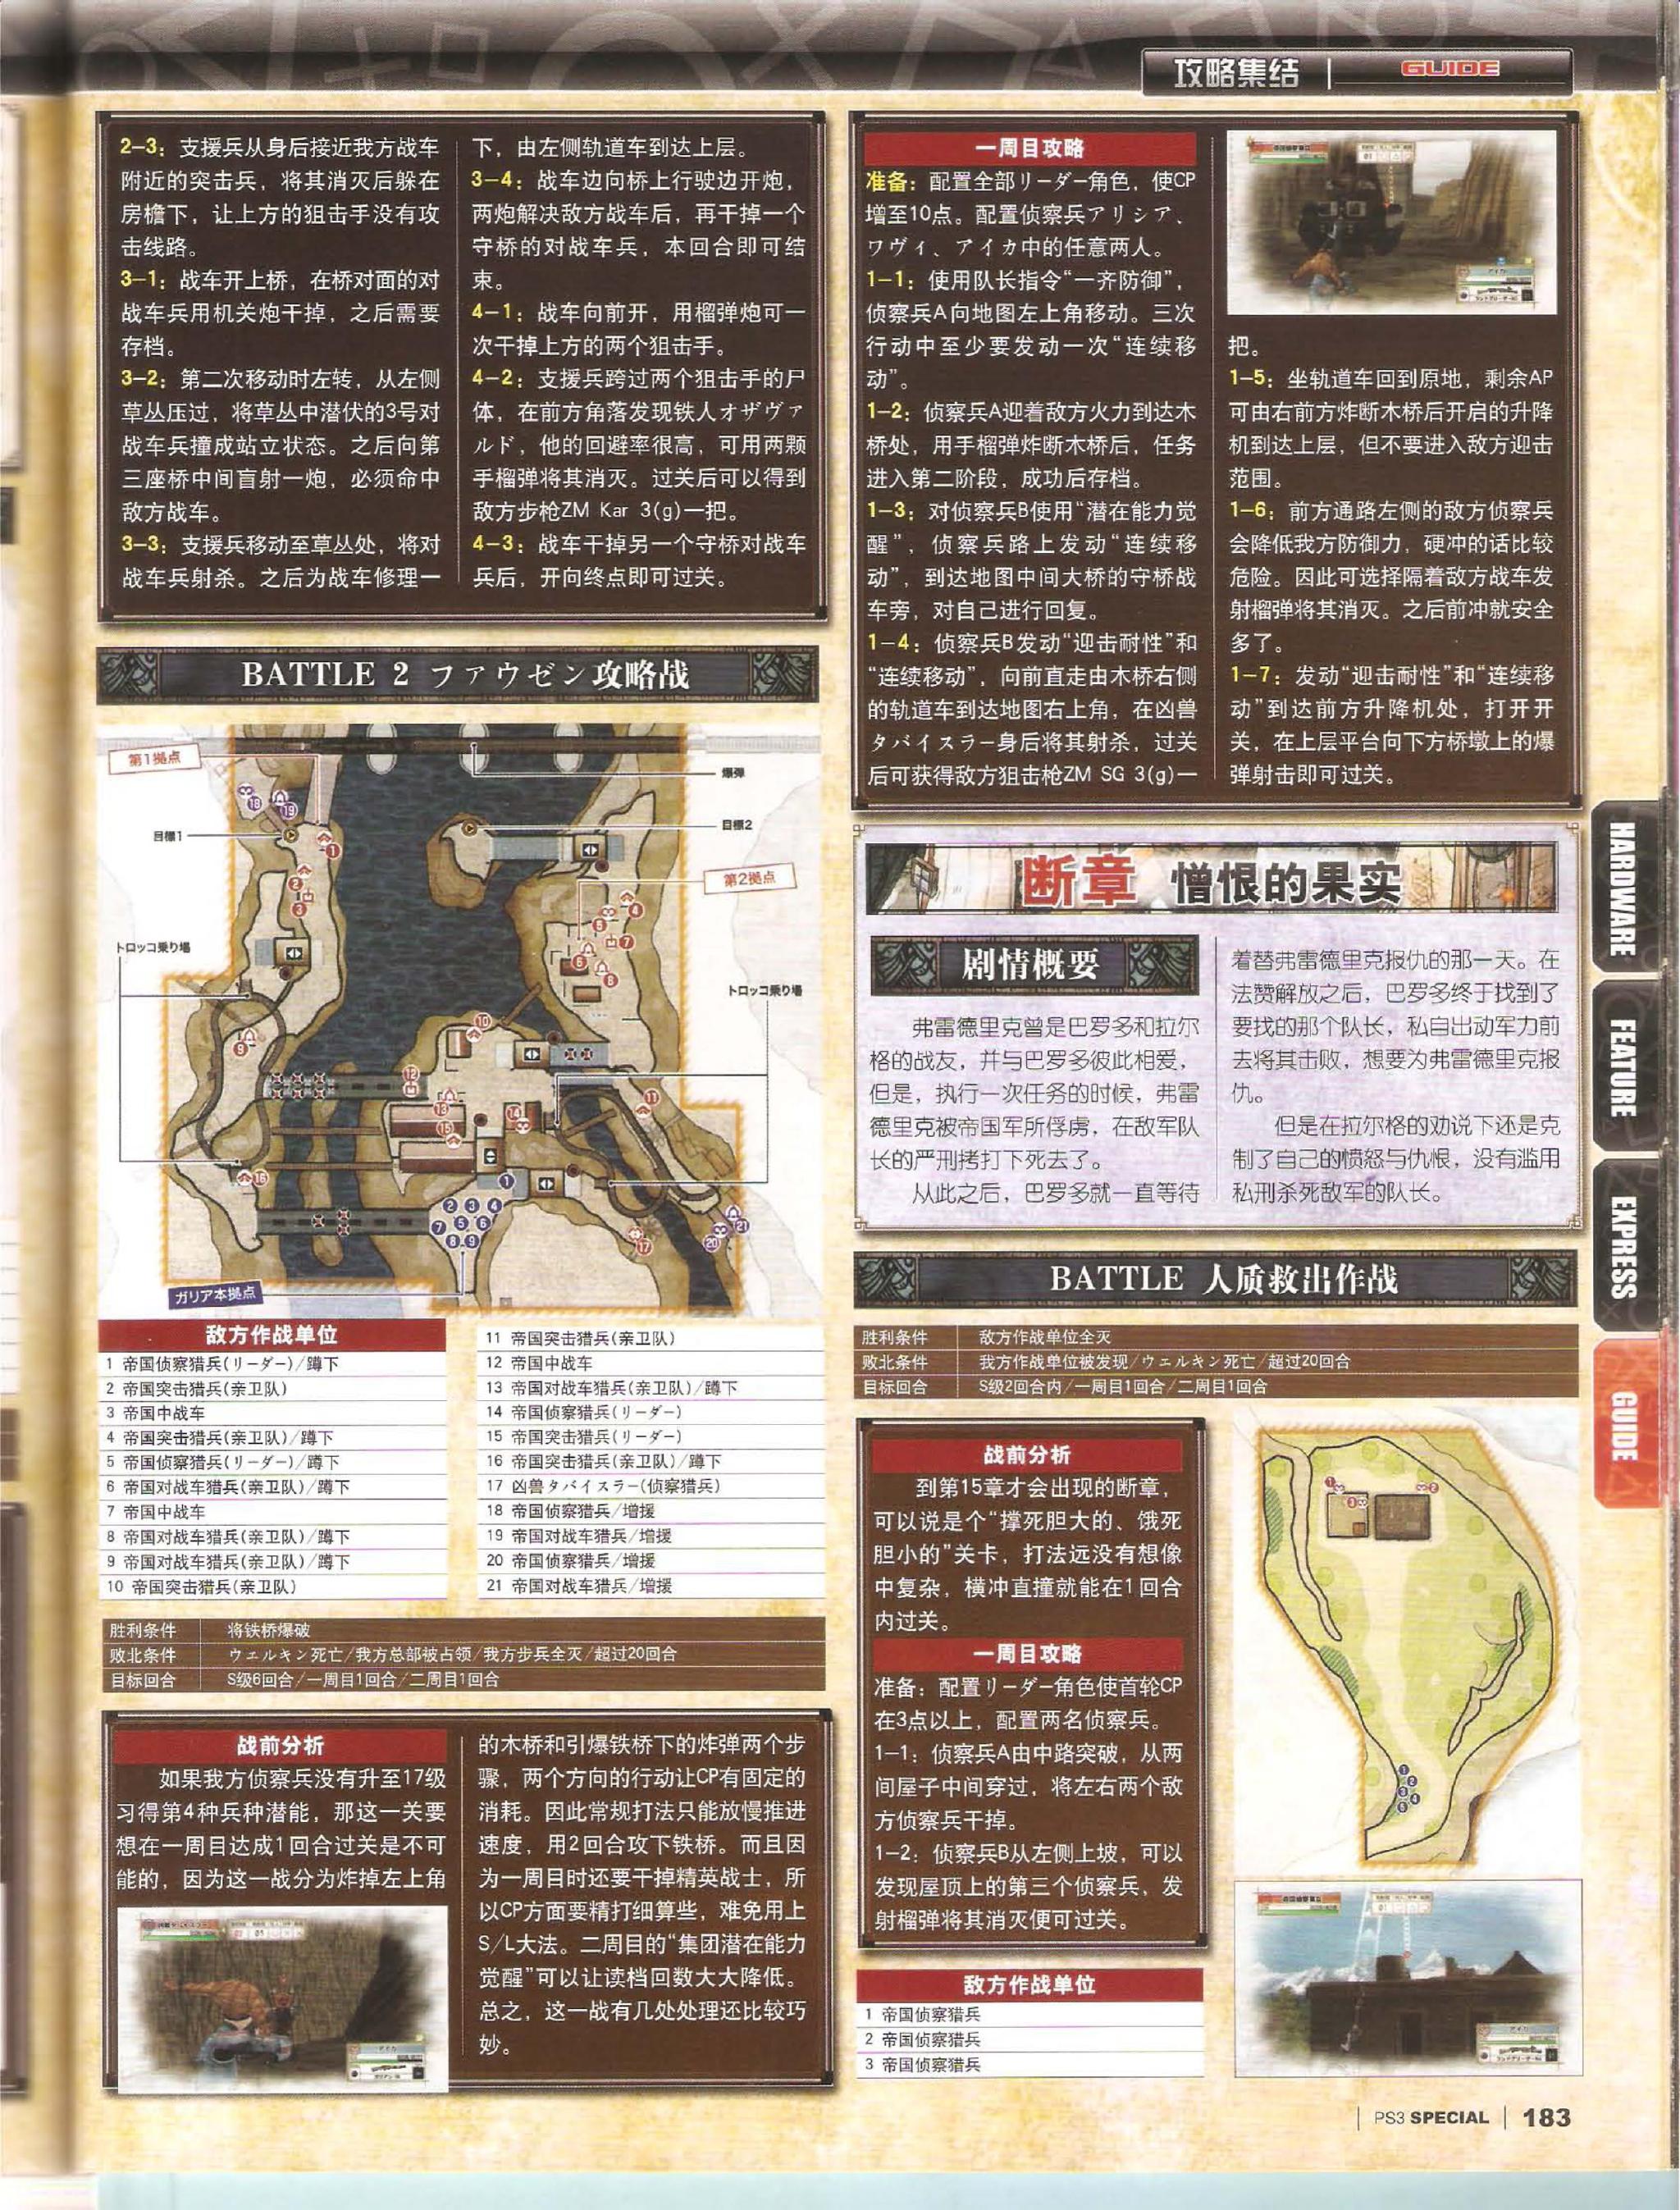 攻略集结 | GUIDE
2-3：支援兵从身后接近我方战车
附近的突击兵，将其消灭后躲在
房檐下，让上方的狙击手没有攻
击线路。
3-1：战车开上桥，在桥对面的对
战车兵用机关炮干掉，之后需要
存档。
3-2：第二次移动时左转，从左侧
草丛压过，将草丛中潜伏的3号对
战车兵撞成站立状态。之后向第
三座桥中间盲射一炮，必须命中
敌方战车。
3-3：支援兵移动至草丛处，将对
战车兵射杀。之后为战车修理一
下，由左侧轨道车到达上层。
3-4：战车边向桥上行驶边开炮，
两炮解决敌方战车后，再干掉一个
守桥的对战车兵，本回合即可结
束。
4-1：战车向前开，用榴弹炮可一
次干掉上方的两个狙击手。
4-2：支援兵跨过两个狙击手的尸
体，在前方角落发现铁人オザヴァ
ルド，他的回避率很高，可用两颗
手榴弹将其消灭。过关后可以得到
敌方步枪ZM Kar 3(g)一把。
4-3：战车干掉另一个守桥对战车
兵后，开向终点即可过关。
BATTLE 2 ファウゼン攻略战
第1拠点
爆弹
目標1
目標2
第2拠点
トロッコ乗り場
トロッコ乗り場
ガリア本拠点
敌方作战单位
1 帝国侦察猎兵(リーダー)/蹲下
2 帝国突击猎兵(亲卫队)
3 帝国中战车
4 帝国突击猎兵(亲卫队)/蹲下
5 帝国侦察猎兵(リーダー)/蹲下
6 帝国对战车猎兵(亲卫队)/蹲下
7 帝国中战车
8 帝国对战车猎兵(亲卫队)/蹲下
9 帝国对战车猎兵(亲卫队)/蹲下
10 帝国突击猎兵(亲卫队)
11 帝国突击猎兵(亲卫队)
12 帝国中战车
13 帝国对战车猎兵(亲卫队)/蹲下
14 帝国侦察猎兵(リーダー)
15 帝国突击猎兵(リーダー)
16 帝国突击猎兵(亲卫队)/蹲下
17 凶兽タバイスラー(侦察猎兵)
18 帝国侦察猎兵/增援
19 帝国对战车猎兵/增援
20 帝国侦察猎兵/增援
21 帝国对战车猎兵/增援
胜利条件 将铁桥爆破
败北条件 ウェルキン死亡/我方总部被占领/我方步兵全灭/超过20回合
目标回合 S级6回合/一周目1回合/二周目1回合
战前分析
如果我方侦察兵没有升至17级
习得第4种兵种潜能，那这一关要
想在一周目达成1回合过关是不可
能的，因为这一战分为炸掉左上角
的木桥和引爆铁桥下的炸弹两个步
骤，两个方向的行动让CP有固定的
消耗。因此常规打法只能放慢推进
速度，用2回合攻下铁桥。而且因
为一周目时还要干掉精英战士，所
以CP方面要精打细算些，难免用上
S/L大法。二周目的“集团潜在能力
觉醒”可以让读档回数大大降低。
总之，这一战有几处处理还比较巧
妙。
一周目攻略
准备：配置全部リーダー角色，使CP
增至10点。配置侦察兵アリシア、
ワヴィ、アイカ中的任意两人。
1-1：使用队长指令“一齐防御”，
侦察兵A向地图左上角移动。三次
行动中至少要发动一次“连续移
动”。
1-2：侦察兵A迎着敌方火力到达木
桥处，用手榴弹炸断木桥后，任务
进入第二阶段，成功后存档。
1-3：对侦察兵B使用“潜在能力觉
醒”，侦察兵路上发动“连续移
动”，到达地图中间大桥的守桥战
车旁，对自己进行回复。
1-4：侦察兵B发动“迎击耐性”和
“连续移动”，向前直走由木桥右侧
的轨道车到达地图右上角，在凶兽
タバイスラー身后将其射杀，过关
后可获得敌方狙击枪ZM SG 3(g)一
把。
1-5：坐轨道车回到原地，剩余AP
可由右前方炸断木桥后开启的升降
机到达上层，但不要进入敌方迎击
范围。
1-6：前方通路左侧的敌方侦察兵
会降低我方防御力，硬冲的话比较
危险。因此可选择隔着敌方战车发
射榴弹将其消灭。之后前冲就安全
多了。
1-7：发动“迎击耐性”和“连续移
动”到达前方升降机处，打开开
关，在上层平台向下方桥墩上的爆
弹射击即可过关。
断章 憎恨的果实
剧情概要
弗雷德里克曾是巴罗多和拉尔
格的战友，并与巴罗多彼此相爱，
但是，执行一次任务的时候，弗雷
德里克被帝国军所俘虏，在敌军队
长的严刑拷打下死去了。
从此之后，巴罗多就一直等待
着替弗雷德里克报仇的那一天。在
法赞解放之后，巴罗多终于找到了
要找的那个队长，私自出动军力前
去将其击败，想要为弗雷德里克报
仇。
但是在拉尔格的劝说下还是克
制了自己的愤怒与仇恨，没有滥用
私刑杀死敌军的队长。
BATTLE 人质救出作战
胜利条件 敌方作战单位全灭
败北条件 我方作战单位被发现/ウェルキン死亡/超过20回合
目标回合 S级2回合内/一周目1回合/二周目1回合
战前分析
到第15章才会出现的断章，
可以说是个“撑死胆大的、饿死
胆小的”关卡，打法远没有想像
中复杂，横冲直撞就能在1回合
内过关。
一周目攻略
准备：配置リーダー角色使首轮CP
在3点以上，配置两名侦察兵。
1-1：侦察兵A由中路突破，从两
间屋子中间穿过，将左右两个敌
方侦察兵干掉。
1-2：侦察兵B从左侧上坡，可以
发现屋顶上的第三个侦察兵，发
射榴弹将其消灭便可过关。
敌方作战单位
1 帝国侦察猎兵
2 帝国侦察猎兵
3 帝国侦察猎兵
HARDWARE
FEATURE
EXPRESS
GUIDE
PS3 SPECIAL | 183